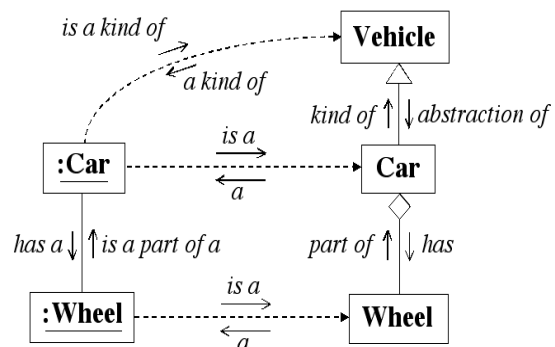 is a kind of
Vehicle
a kind of
kind of
abstraction of
:Car
is a
a
Car
has a
is a part of a
part of
has
:Wheel
is a
a
Wheel